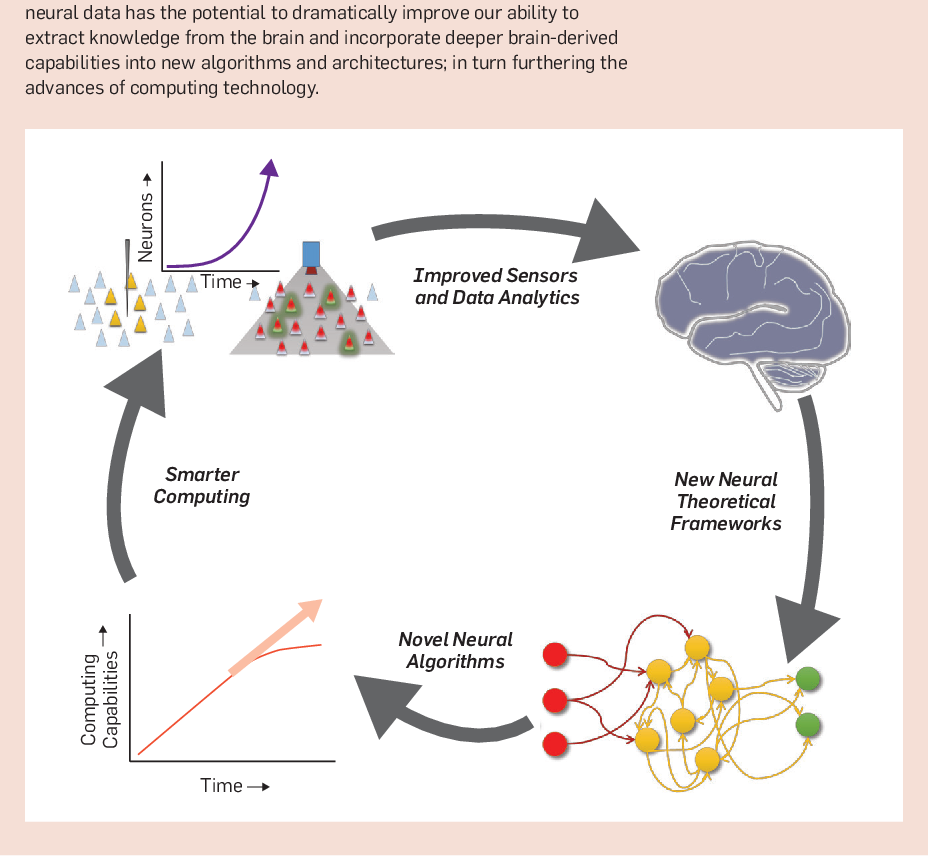 neural data has the potential to dramatically improve our ability to
extract knowledge from the brain and incorporate deeper brain-derived
capabilities into new algorithms and architectures; in turn furthering the
advances of computing technology.
Neurons
Time
Improved Sensors
and Data Analytics
Smarter
Computing
New Neural
Theoretical
Frameworks
Novel Neural
Algorithms
Computing
Capabilities
Time